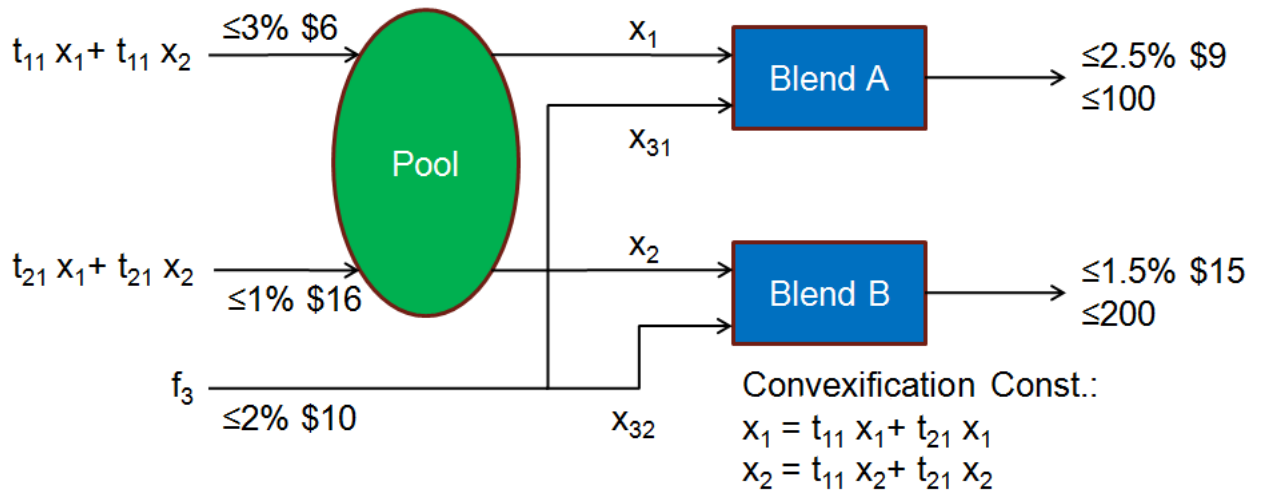 ≤3% $6
t₁₁ x₁+ t₁₁ x₂
x₁
≤2.5% $9
≤100
Blend A
x₃₁
Pool
t₂₁ x₁+ t₂₁ x₂
≤1% $16
x₂
Blend B
≤1.5% $15
≤200
f₃
≤2% $10
x₃₂
Convexification Const.:
x₁ = t₁₁ x₁+ t₂₁ x₁
x₂ = t₁₁ x₂+ t₂₁ x₂